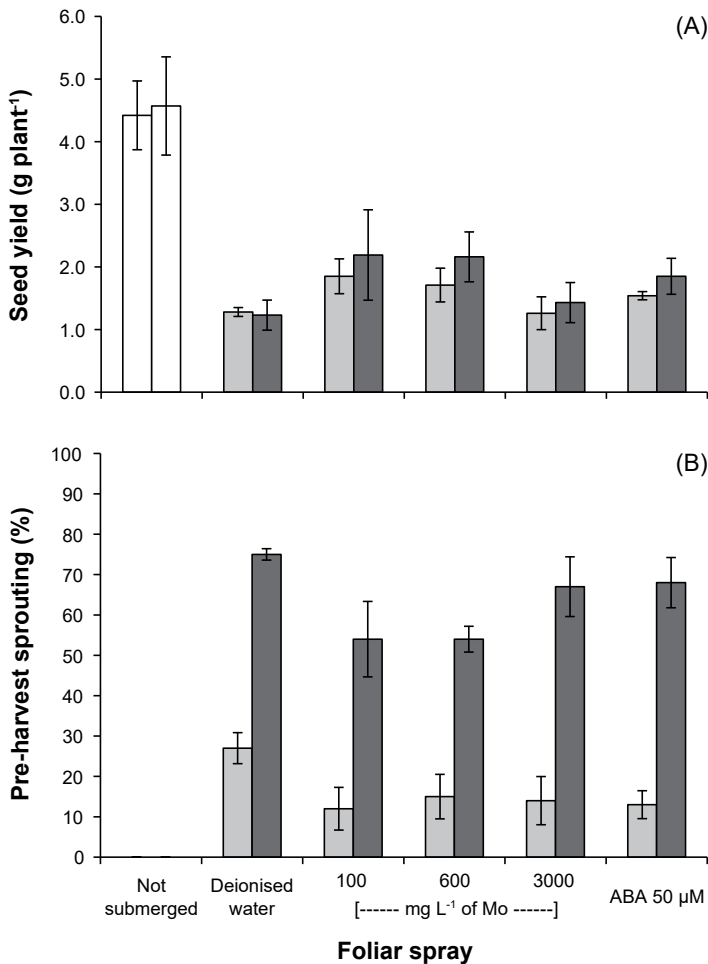 (A)
Seed yield (g plant⁻¹)
6.0
5.0
4.0
3.0
2.0
1.0
0.0
(B)
Pre-harvest sprouting (%)
100
90
80
70
60
50
40
30
20
10
0
Not submerged
Deionised water
100
600
3000
[------ mg L⁻¹ of Mo ------]
ABA 50 µM
Foliar spray